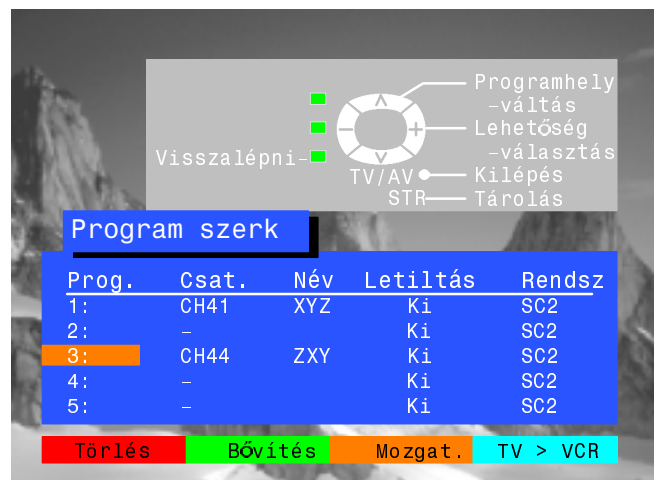 Programhely
-váltás
Lehetőség
-választás
Visszalépni-
TV/AV Kilépés
STR Tárolás
Program szerk
Prog. Csat. Név Letiltás Rendsz
1: CH41 XYZ Ki SC2
2: – Ki SC2
3: CH44 ZXY Ki SC2
4: – Ki SC2
5: – Ki SC2
Törlés Bővítés Mozgat. TV > VCR